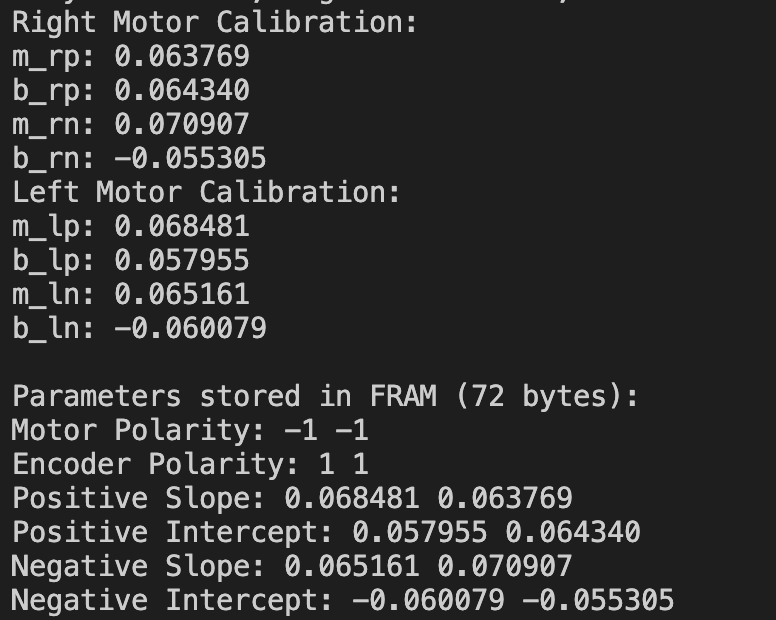 Right Motor Calibration:
m_rp: 0.063769
b_rp: 0.064340
m_rn: 0.070907
b_rn: -0.055305
Left Motor Calibration:
m_lp: 0.068481
b_lp: 0.057955
m_ln: 0.065161
b_ln: -0.060079
Parameters stored in FRAM (72 bytes):
Motor Polarity: -1 -1
Encoder Polarity: 1 1
Positive Slope: 0.068481 0.063769
Positive Intercept: 0.057955 0.064340
Negative Slope: 0.065161 0.070907
Negative Intercept: -0.060079 -0.055305